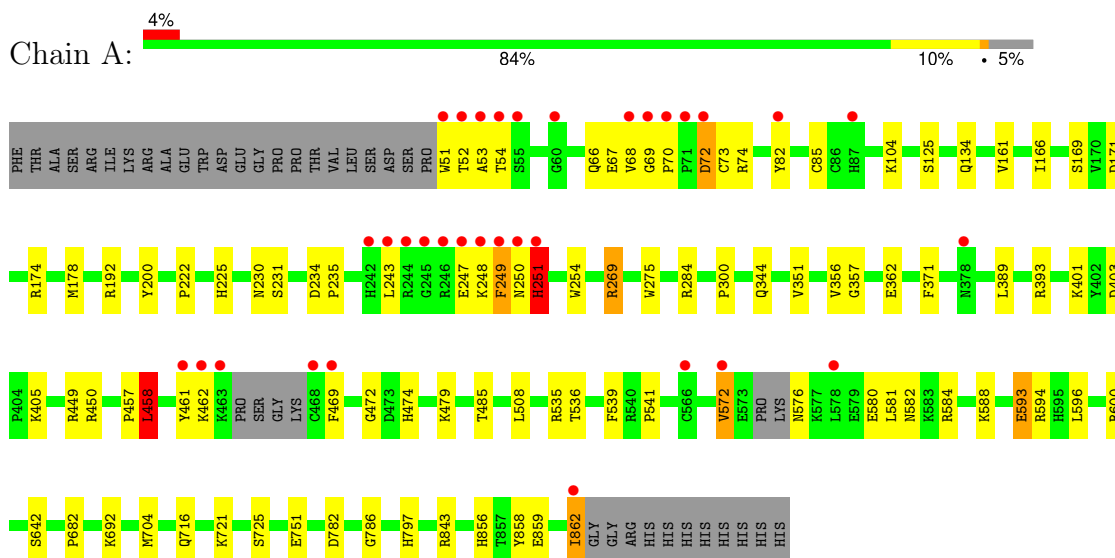 4%
Chain A:
84% 10% • 5%
PHE THR ALA SER ARG ILE LYS ARG ALA GLU TRP ASP GLU GLY PRO PRO THR VAL LEU SER ASP SER PRO W51 T52 A53 T54 S55 G60 Q66 E67 V68 G69 P70 P71 D72 C73 R74 Y82 C85 C86 H87 K104 S125 Q134 V161 I166 S169 V170 D171
R174 M178 R192 Y200 P222 H225 N230 S231 D234 P235 H242 L243 R244 G245 R246 E247 K248 F249 N250 H251 W254 R269 W275 R284 P300 Q344 V351 V356 G357 E362 F371 N378 L389 R393 K401 Y402
P404 K405 R449 R450 P457 L458 Y461 K462 K463 PRO SER GLY LYS C468 F469 G472 D473 H474 K479 T485 L508 R535 T536 F539 R540 P541 C566 V572 E573 PRO LYS N576 K577 L578 E579 E580 L581 N582 K583 R584 K588 E593 R594 H595 L596
S642 P682 K692 M704 Q716 K721 S725 E751 D782 G786 H797 R843 H856 T857 Y858 E859 I862 GLY GLY ARG HIS HIS HIS HIS HIS HIS HIS HIS